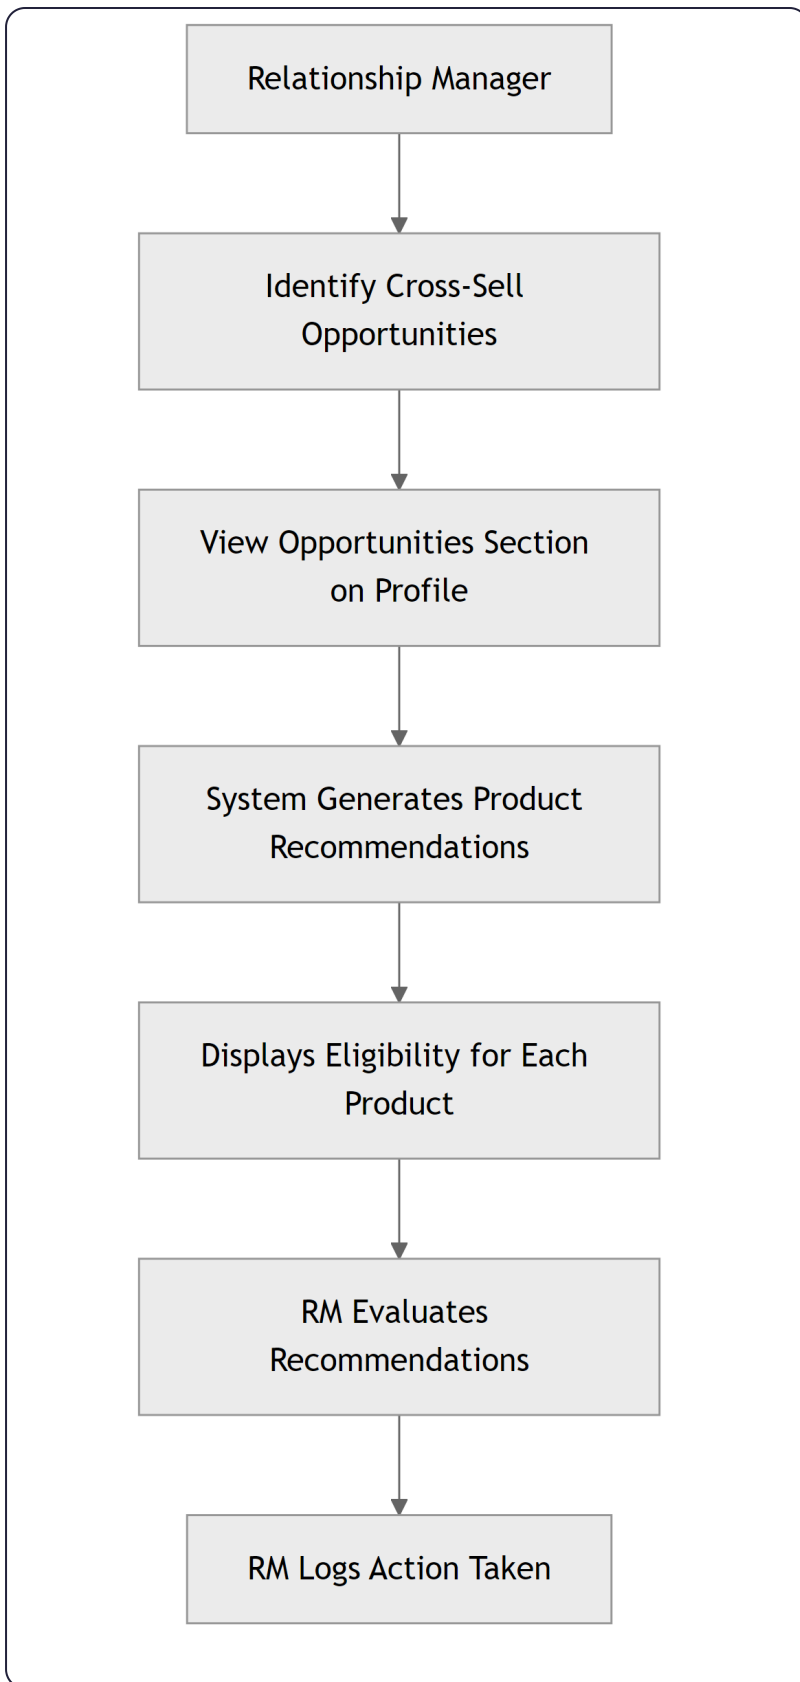 Relationship Manager
Identify Cross-Sell
Opportunities
View Opportunities Section
on Profile
System Generates Product
Recommendations
Displays Eligibility for Each
Product
RM Evaluates
Recommendations
RM Logs Action Taken